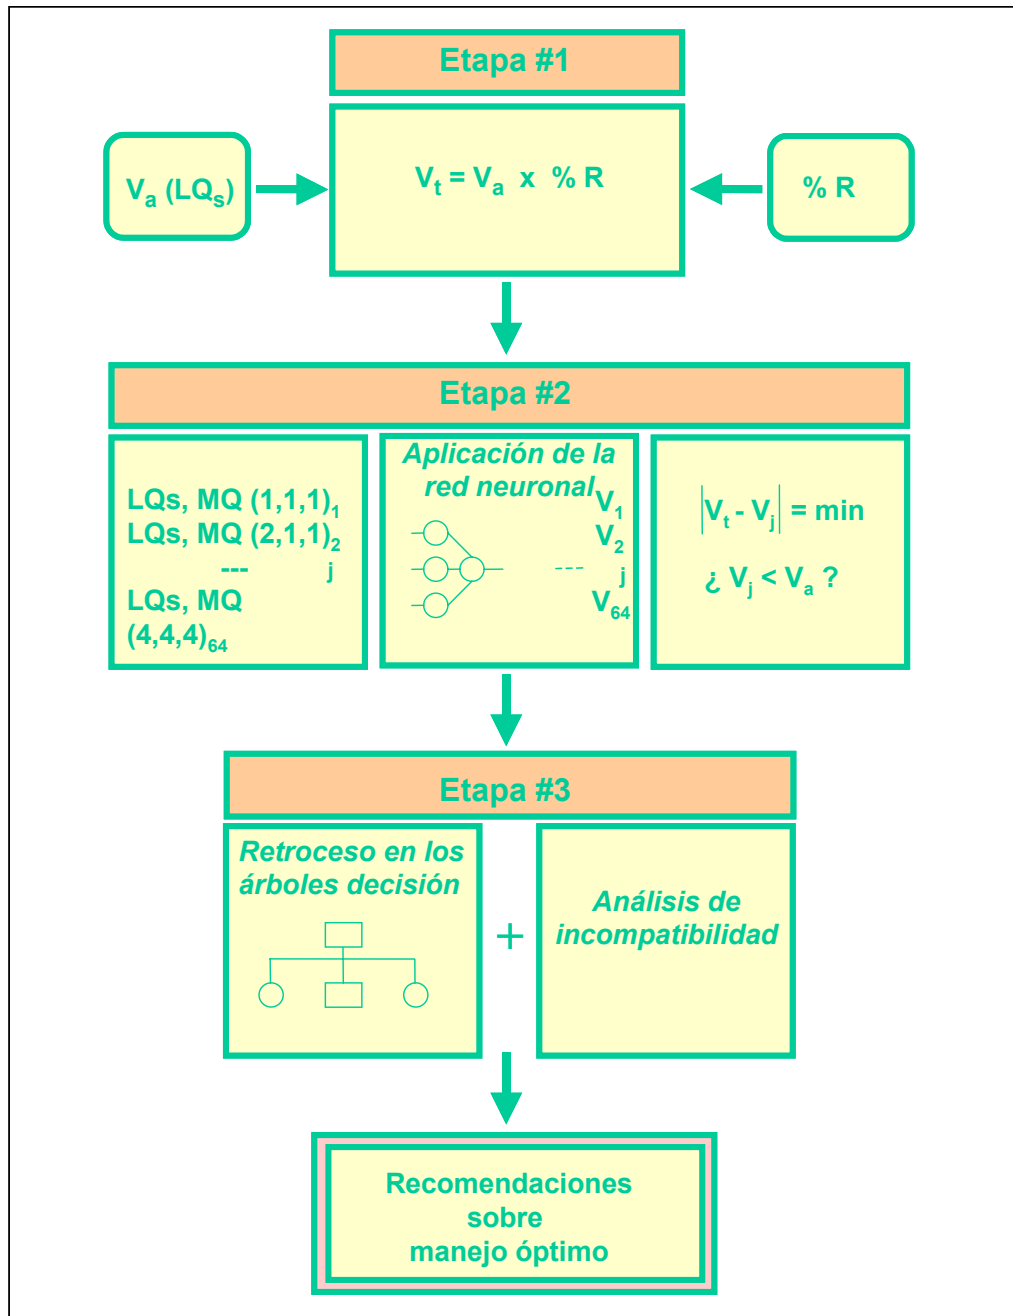 Etapa #1
Va (LQs)
Vt = Va x % R
% R
Etapa #2
LQs, MQ (1,1,1)1
LQs, MQ (2,1,1)2
--- j
LQs, MQ
(4,4,4)64
Aplicación de la
red neuronal
V1
V2
---- j
V64
|Vt - Vj| = min
¿ Vj < Va ?
Etapa #3
Retroceso en los
árboles decisión
+
Análisis de
incompatibilidad
Recomendaciones
sobre
manejo óptimo